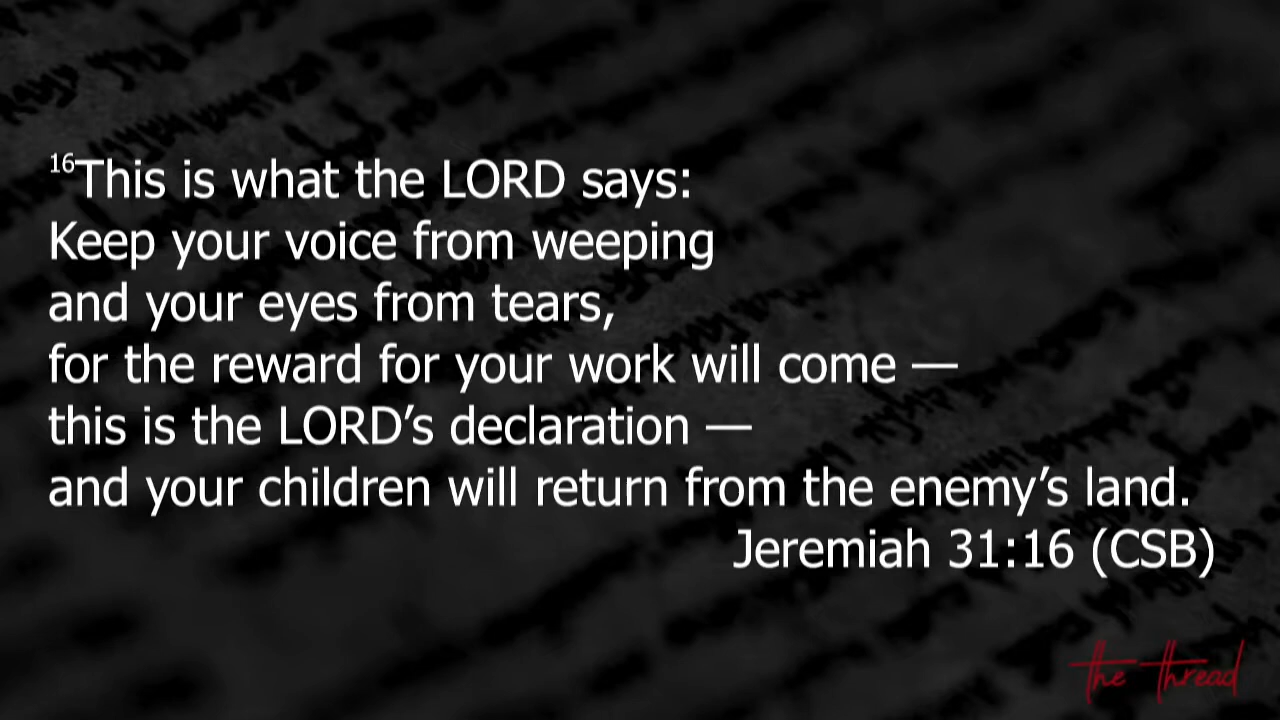 16This is what the LORD says:
Keep your voice from weeping
and your eyes from tears,
for the reward for your work will come —
this is the LORD’s declaration —
and your children will return from the enemy’s land.
Jeremiah 31:16 (CSB)
the thread